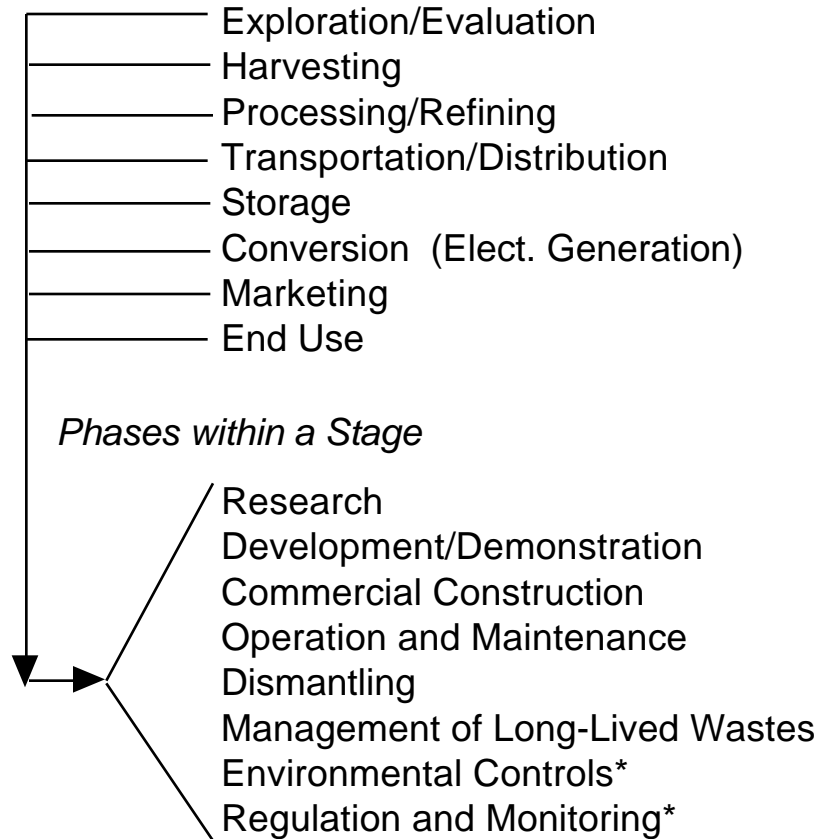 Exploration/Evaluation
Harvesting
Processing/Refining
Transportation/Distribution
Storage
Conversion (Elect. Generation)
Marketing
End Use
Phases within a Stage
Research
Development/Demonstration
Commercial Construction
Operation and Maintenance
Dismantling
Management of Long-Lived Wastes
Environmental Controls*
Regulation and Monitoring*